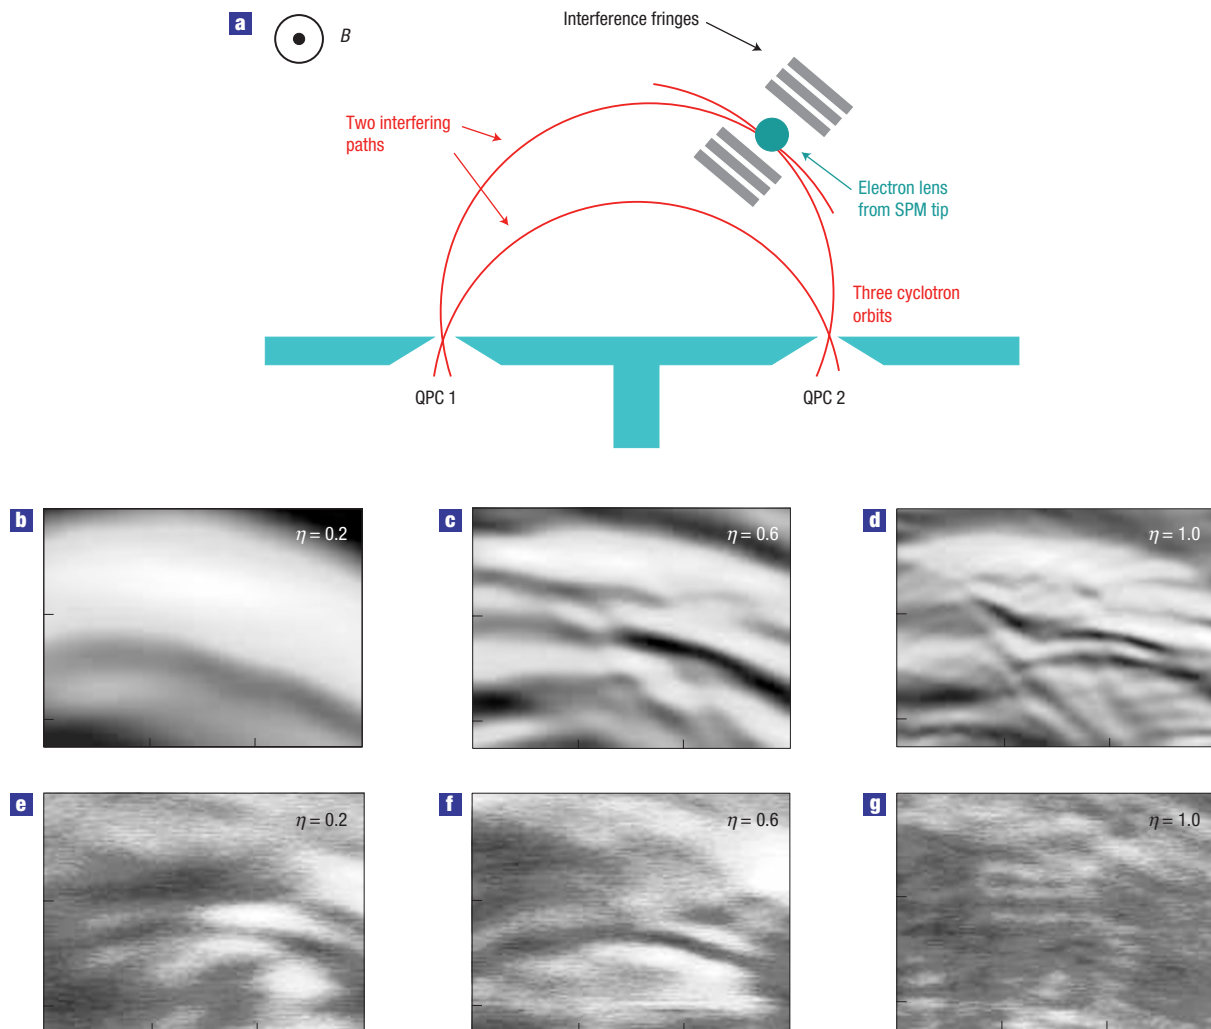 a
B
Interference fringes
Two interfering
paths
Electron lens
from SPM tip
Three cyclotron
orbits
QPC 1
QPC 2
b
η = 0.2
c
η = 0.6
d
η = 1.0
e
η = 0.2
f
η = 0.6
g
η = 1.0